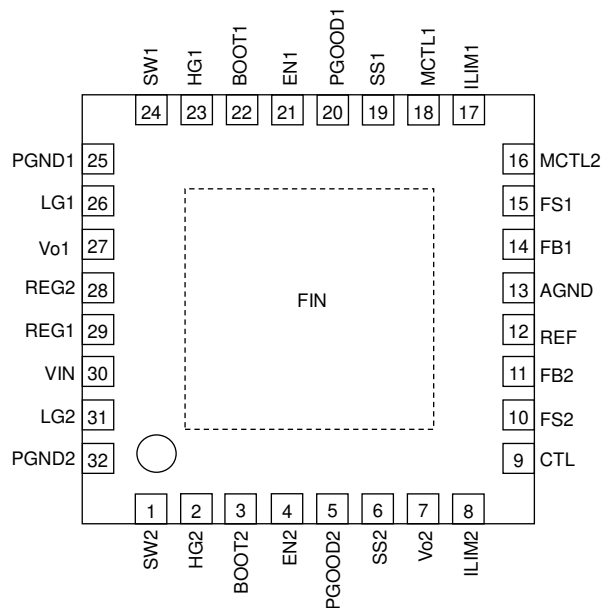 SW1 HG1 BOOT1 EN1 PGOOD1 SS1 MCTL1 ILIM1
24 23 22 21 20 19 18 17
PGND1 25
LG1 26
Vo1 27
REG2 28
REG1 29
VIN 30
LG2 31
PGND2 32
FIN
16 MCTL2
15 FS1
14 FB1
13 AGND
12 REF
11 FB2
10 FS2
9 CTL
1 2 3 4 5 6 7 8
SW2 HG2 BOOT2 EN2 PGOOD2 SS2 Vo2 ILIM2